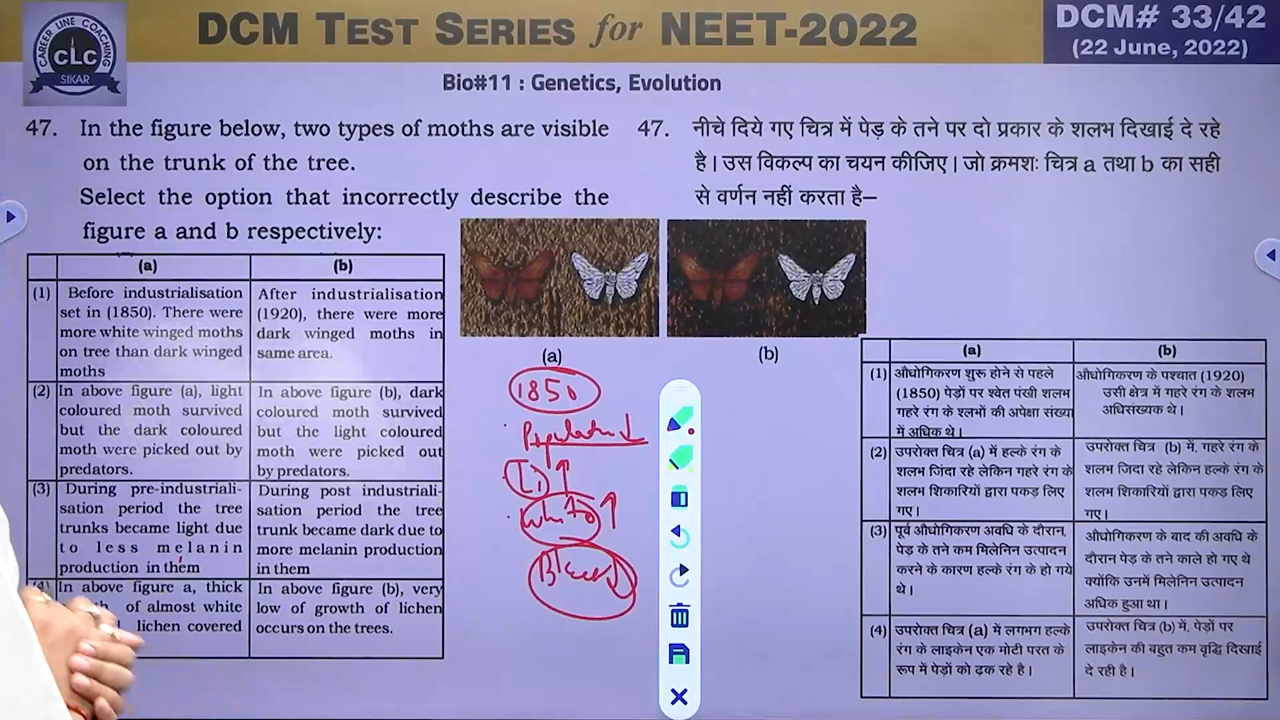 DCM TEST SERIES for NEET-2022
DCM# 33/42
(22 June, 2022)
CAREER LINE COACHING
CLC
SIKAR
Bio#11 : Genetics, Evolution
47. In the figure below, two types of moths are visible
on the trunk of the tree.
Select the option that incorrectly describe the
figure a and b respectively:
(a) (b)
(1) Before industrialisation
set in (1850). There were
more white winged moths
on tree than dark winged
moths
After industrialisation
(1920), there were more
dark winged moths in
same area.
(2) In above figure (a), light
coloured moth survived
but the dark coloured
moth were picked out by
predators.
In above figure (b), dark
coloured moth survived
but the light coloured
moth were picked out
by predators.
(3) During pre-industriali-
sation period the tree
trunks became light due
to less melanin
production in them
During post industriali-
sation period the tree
trunk became dark due to
more melanin production
in them
(4) In above figure a, thick
of almost white
lichen covered
In above figure (b), very
low of growth of lichen
occurs on the trees.
47. नीचे दिये गए चित्र में पेड़ के तने पर दो प्रकार के शलभ दिखाई दे रहे
है। उस विकल्प का चयन कीजिए। जो क्रमशः चित्र a तथा b का सही
से वर्णन नहीं करता है–
(a)
(b)
1850
Population ↓
↑
White ↑
(a) (b)
(1) औधोगिकरण शुरू होने से पहले
(1850) पेड़ों पर श्वेत पंखी शलभ
गहरे रंग के श्लभों की अपेक्षा संख्या
में अधिक थे।
औधोगिकरण के पश्चात (1920)
उसी क्षेत्र में गहरे रंग के शलभ
अधिसंख्यक थे।
(2) उपरोक्त चित्र (a) में हल्के रंग के
शलभ जिंदा रहे लेकिन गहरे रंग के
शलभ शिकारियों द्वारा पकड़ लिए
गए।
उपरोक्त चित्र (b) में, गहरे रंग के
शलभ जिदा रहे लेकिन हल्के रंग के
शलभ शिकारियों द्वारा पकड़ लिए
गए।
(3) पूर्व औधोगिकरण अवधि के दौरान,
पेड़ के तने कम मिलेनिन उत्पादन
करने के कारण हल्के रंग के हो गये
थे।
औधोगिकरण के बाद की अवधि के
दौरान पेड़ के तने काले हो गए थे
क्योंकि उनमें मिलेनिन उत्पादन
अधिक हुआ था।
(4) उपरोक्त चित्र (a) में लगभग हल्के
रंग के लाइकेन एक मोटी परत के
रूप में पेड़ों को ढक रहे है।
उपरोक्त चित्र (b) में, पेड़ों पर
लाइकेन की बहुत कम वृद्धि दिखाई
दे रही है।